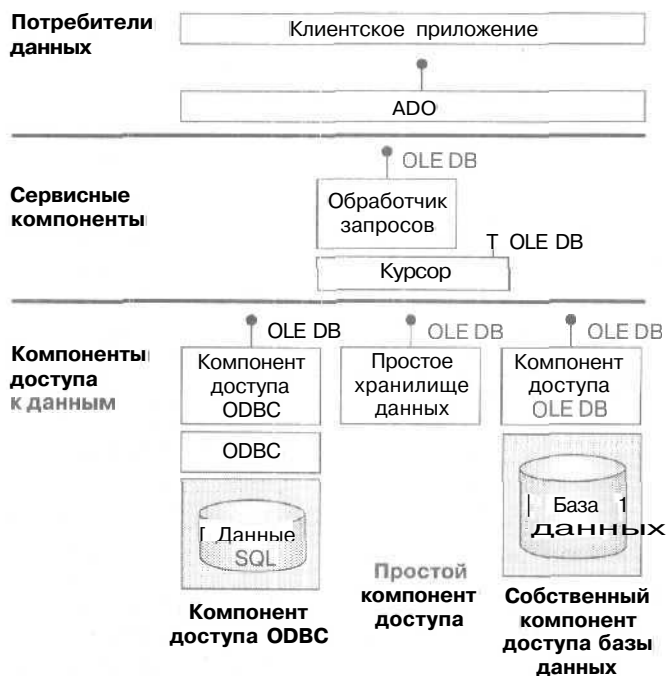 Потребители
данных
Клиентское приложение
ADO
OLE DB
Сервисные
компоненты
Обработчик
запросов
T OLE DB
Курсор
OLE DB
OLE DB
OLE DB
Компоненты
доступа
к данным
Компонент
доступа
ODBC
Простое
хранилище
данных
Компонент
доступа
OLE DB
ODBC
Данные
SQL
База
данных
Компонент
доступа ODBC
Простой
компонент
доступа
Собственный
компонент
доступа базы
данных